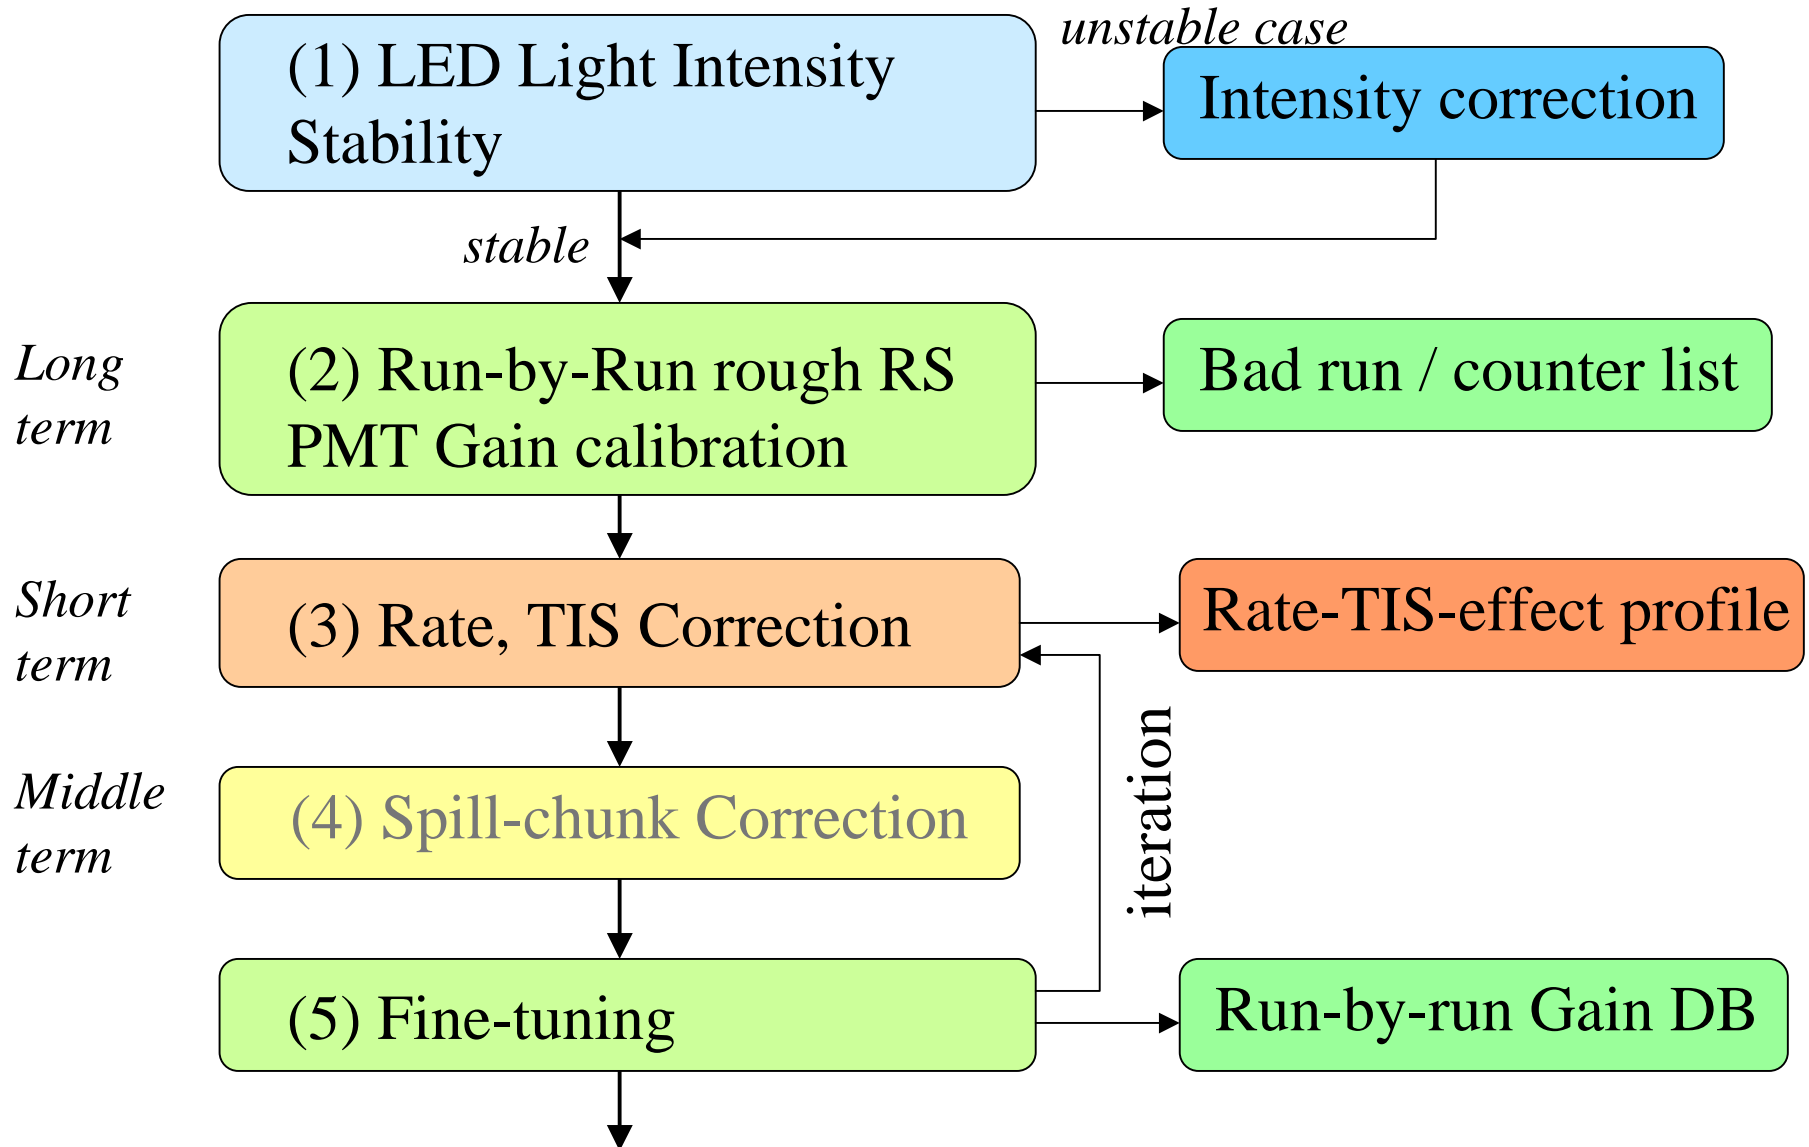 (1) LED Light Intensity
Stability
unstable case
Intensity correction
stable
Long
term
(2) Run-by-Run rough RS
PMT Gain calibration
Bad run / counter list
Short
term
(3) Rate, TIS Correction
Rate-TIS-effect profile
Middle
term
(4) Spill-chunk Correction
iteration
(5) Fine-tuning
Run-by-run Gain DB